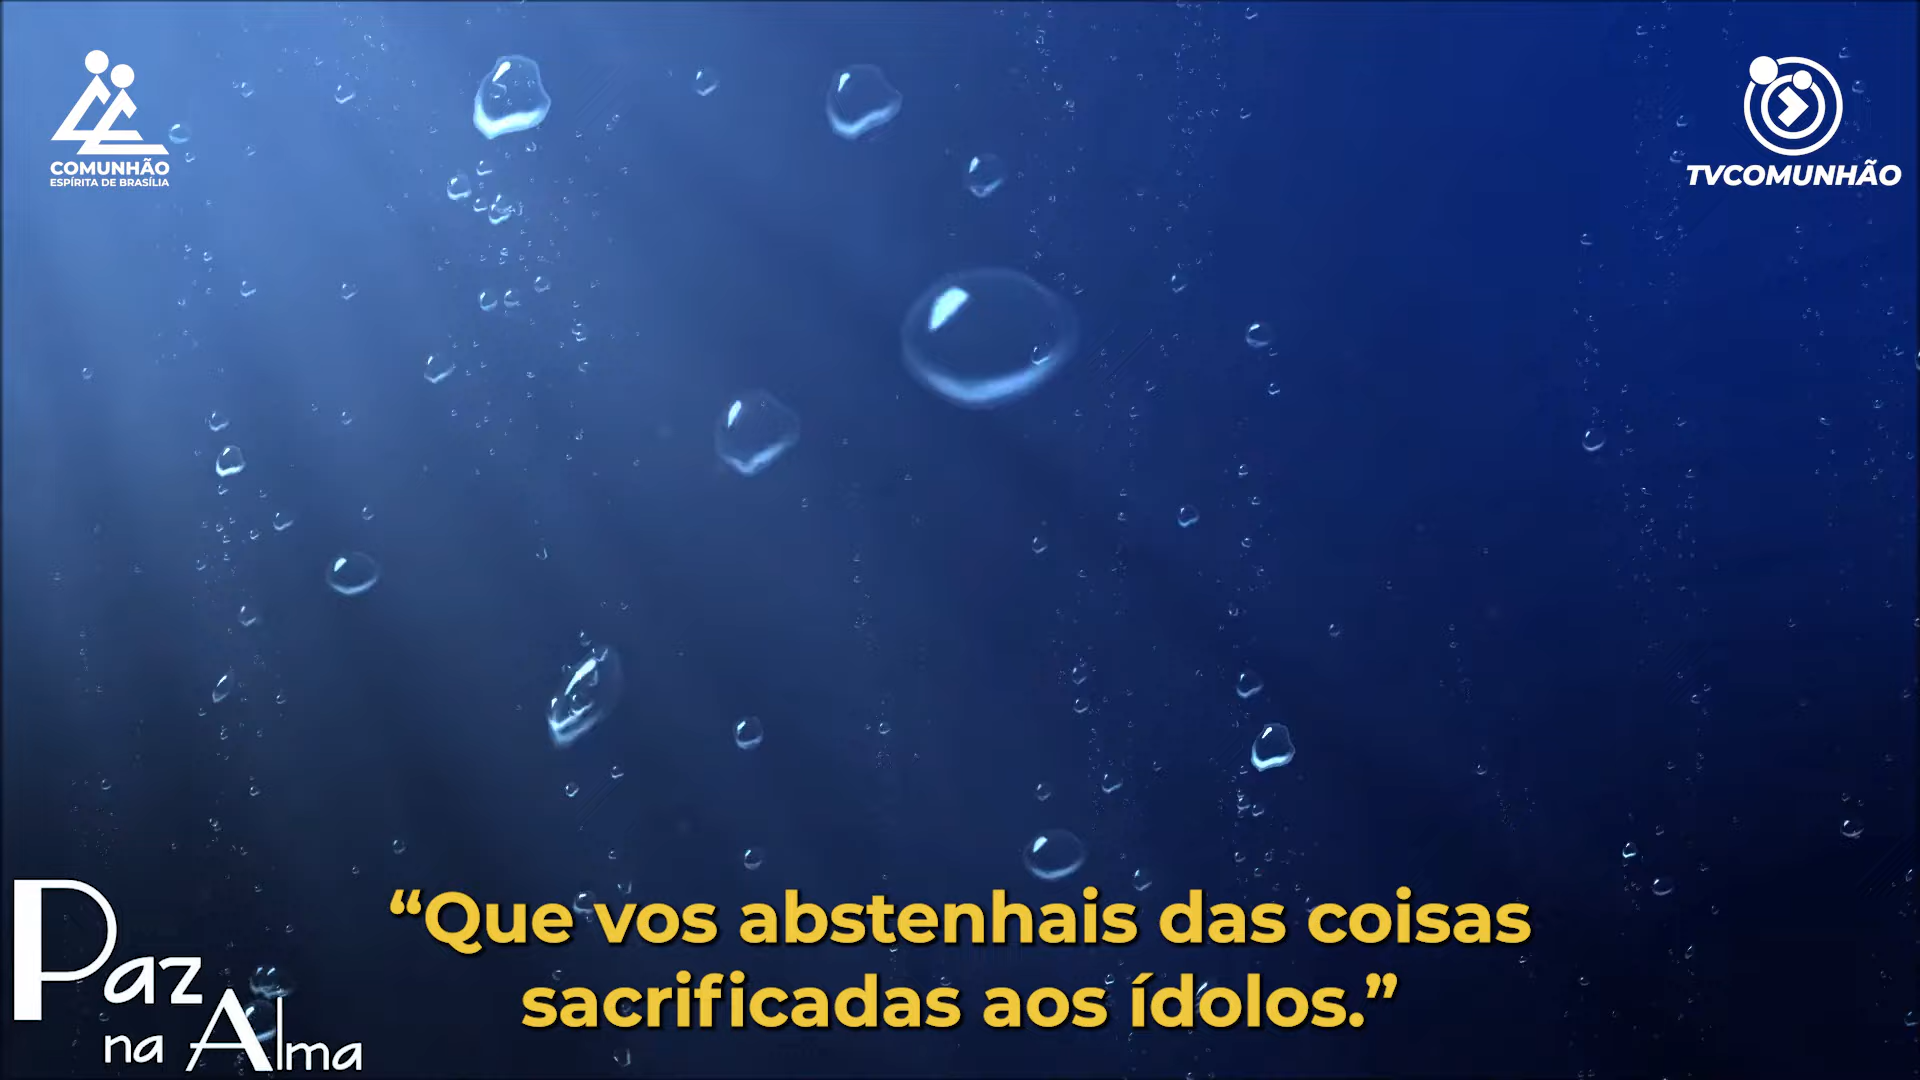 COMUNHÃO
ESPÍRITA DE BRASÍLIA
TVCOMUNHÃO
“Que vos abstenhais das coisas
sacrificadas aos ídolos.”
Paz
na Alma